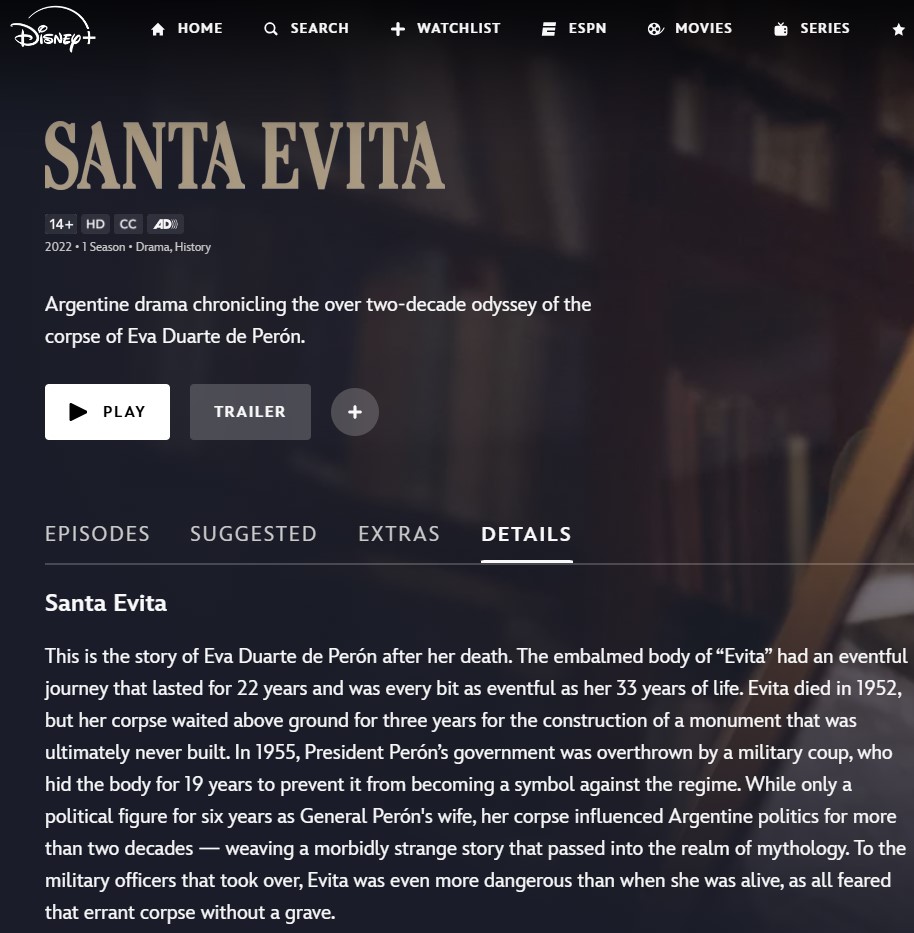 Disney+
HOME
SEARCH
WATCHLIST
ESPN
MOVIES
SERIES
SANTA EVITA
14+ HD CC AD
2022 • 1 Season • Drama, History
Argentine drama chronicling the over two-decade odyssey of the
corpse of Eva Duarte de Perón.
PLAY
TRAILER
EPISODES
SUGGESTED
EXTRAS
DETAILS
Santa Evita
This is the story of Eva Duarte de Perón after her death. The embalmed body of “Evita” had an eventful
journey that lasted for 22 years and was every bit as eventful as her 33 years of life. Evita died in 1952,
but her corpse waited above ground for three years for the construction of a monument that was
ultimately never built. In 1955, President Perón’s government was overthrown by a military coup, who
hid the body for 19 years to prevent it from becoming a symbol against the regime. While only a
political figure for six years as General Perón's wife, her corpse influenced Argentine politics for more
than two decades — weaving a morbidly strange story that passed into the realm of mythology. To the
military officers that took over, Evita was even more dangerous than when she was alive, as all feared
that errant corpse without a grave.